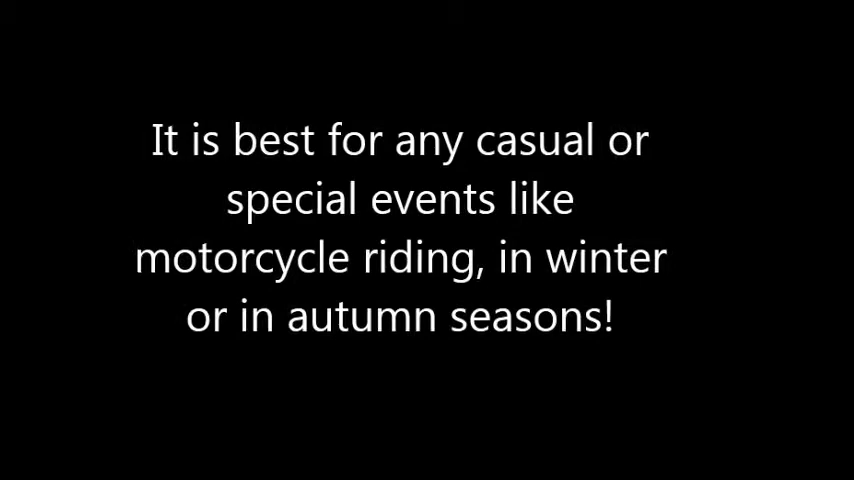 It is best for any casual or
special events like
motorcycle riding, in winter
or in autumn seasons!